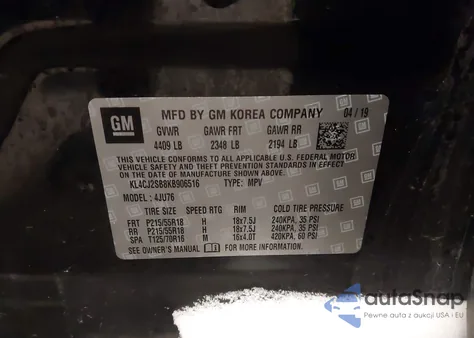 GM
MFD BY GM KOREA COMPANY 04 / 19
GVWR GAWR FRT GAWR RR
4409 LB 2348 LB 2194 LB
THIS VEHICLE CONFORMS TO ALL APPLICABLE U.S. FEDERAL MOTOR
VEHICLE SAFETY AND THEFT PREVENTION STANDARDS IN EFFECT
ON THE DATE OF MANUFACTURE SHOWN ABOVE.
KL4CJ2SB8KB906516 TYPE: MPV
MODEL: 4JU76
TIRE SIZE SPEED RTG RIM COLD TIRE PRESSURE
FRT P215/55R18 H 18x7.5J 240KPA, 35 PSI
RR P215/55R18 H 18x7.5J 240KPA, 35 PSI
SPA T125/70R16 M 16x4.0T 420KPA, 60 PSI
SEE OWNER'S MANUAL FOR MORE INFORMATION.
autoSnap
Pewne auta z aukcji USA i EU